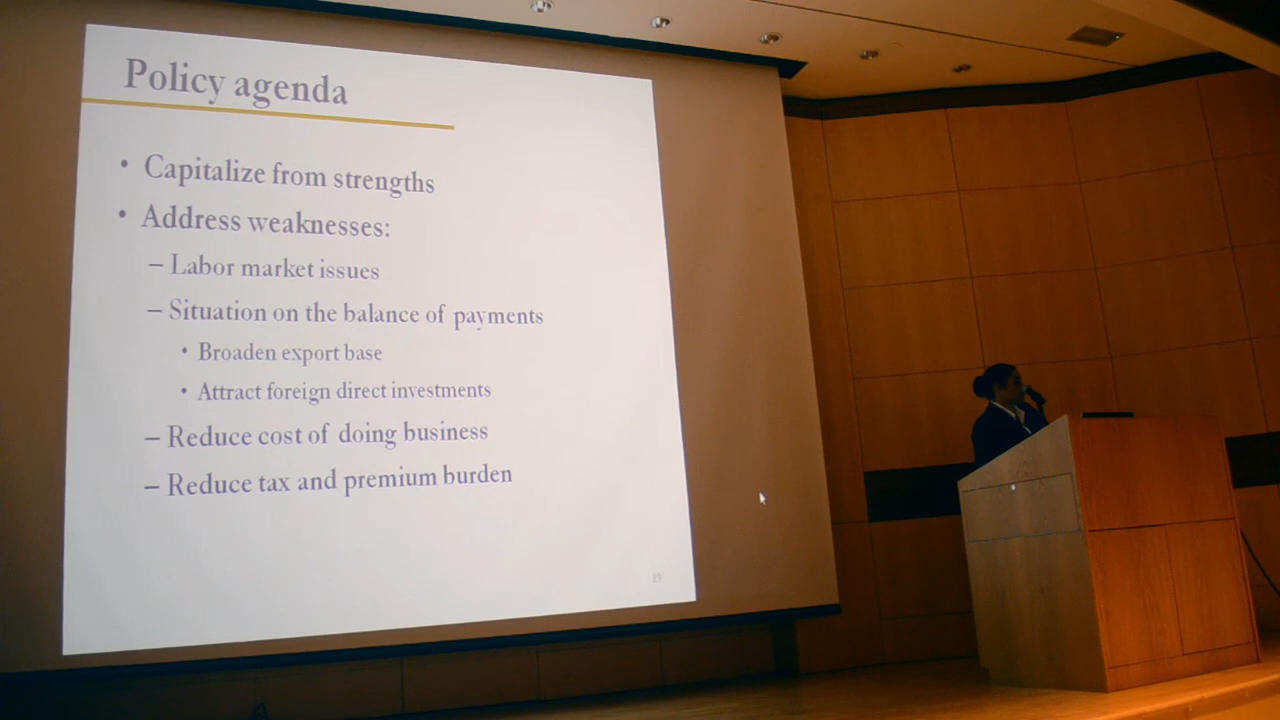 Policy agenda
• Capitalize from strengths
• Address weaknesses:
– Labor market issues
– Situation on the balance of payments
• Broaden export base
• Attract foreign direct investments
– Reduce cost of doing business
– Reduce tax and premium burden
19